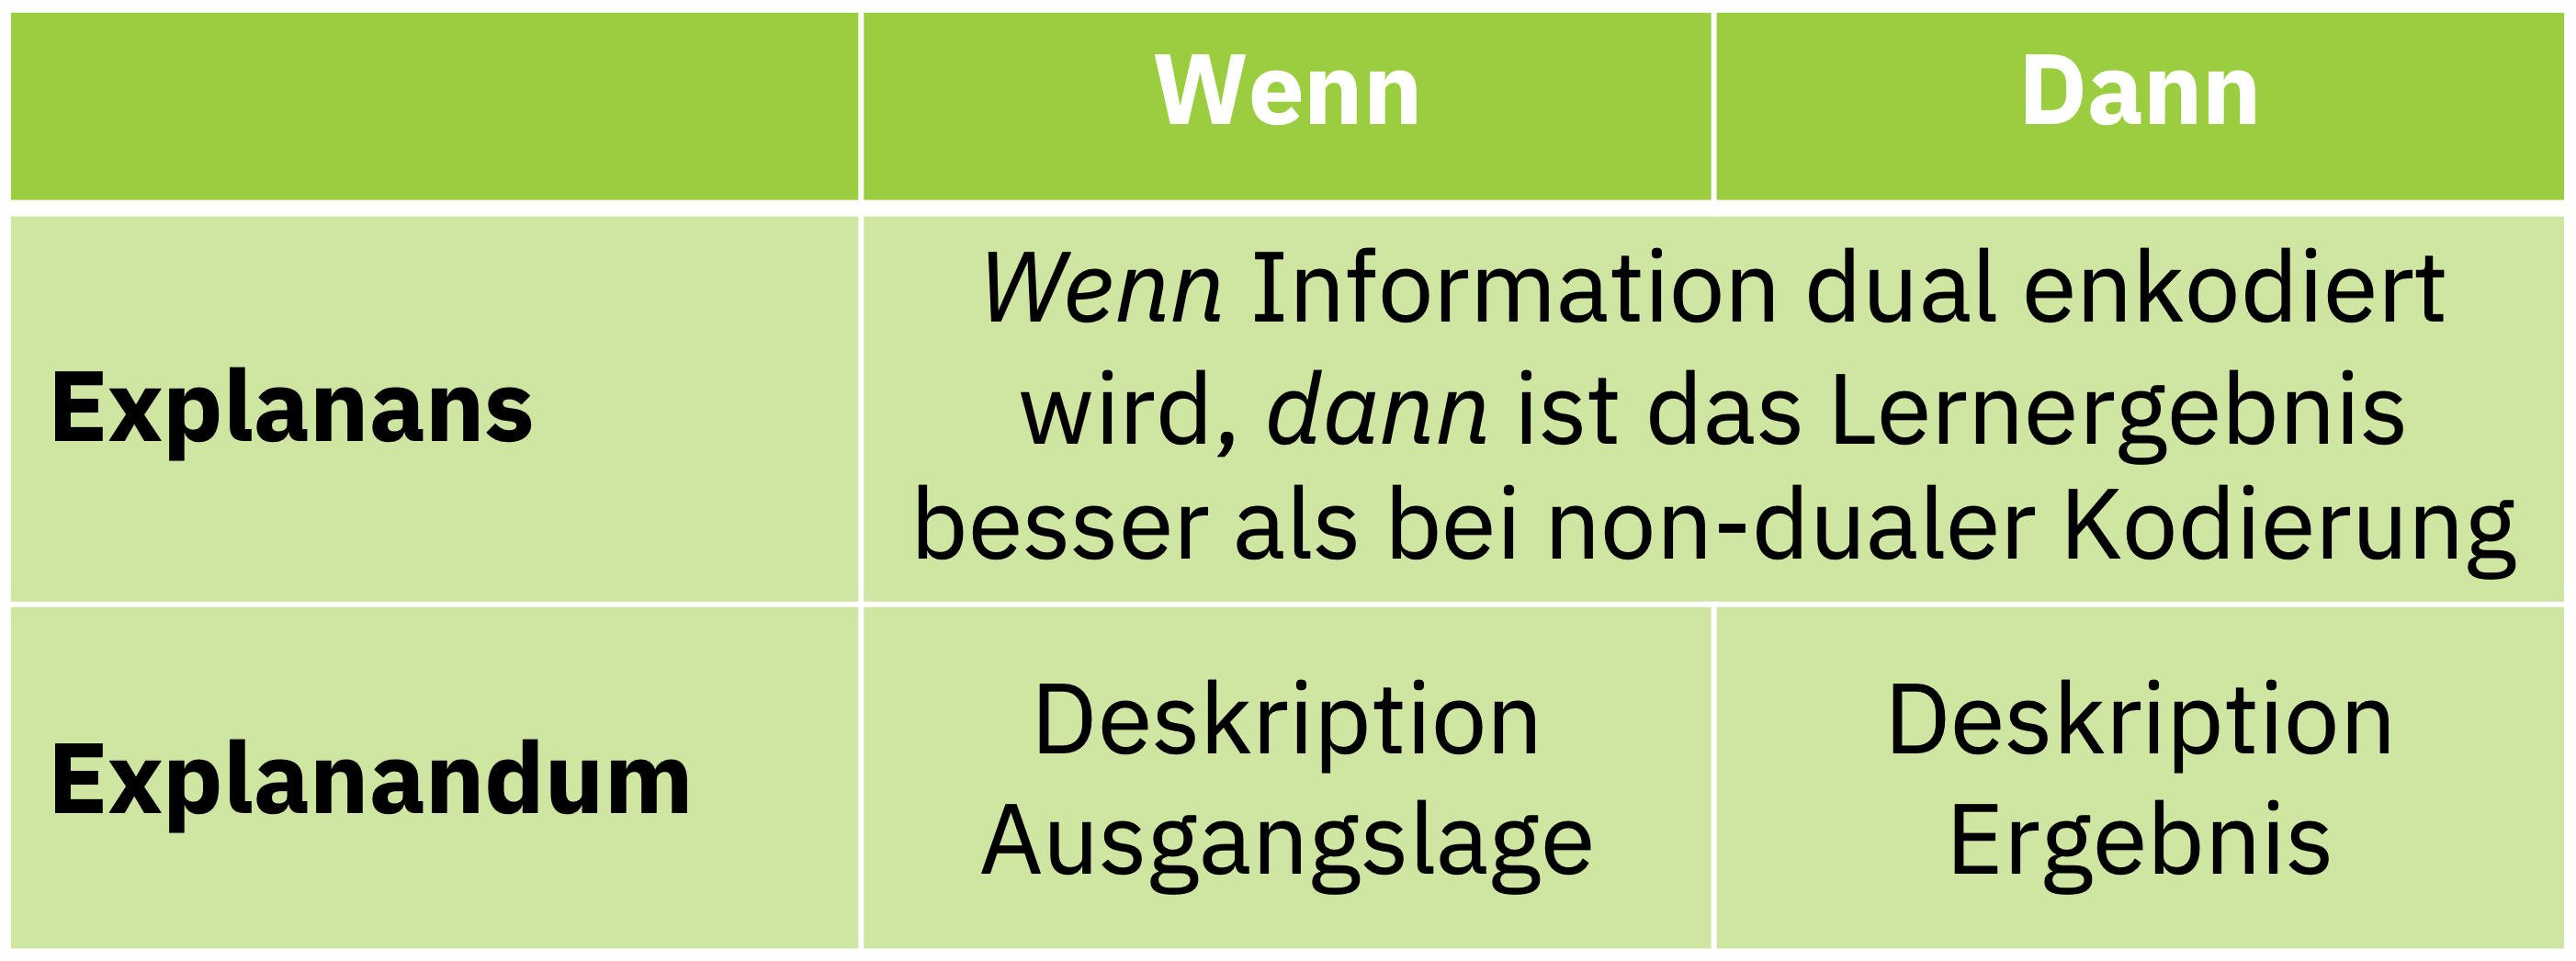 Wenn Dann
Explanans
Wenn Information dual enkodiert
wird, dann ist das Lernergebnis
besser als bei non-dualer Kodierung
Explanandum
Deskription
Ausgangslage
Deskription
Ergebnis